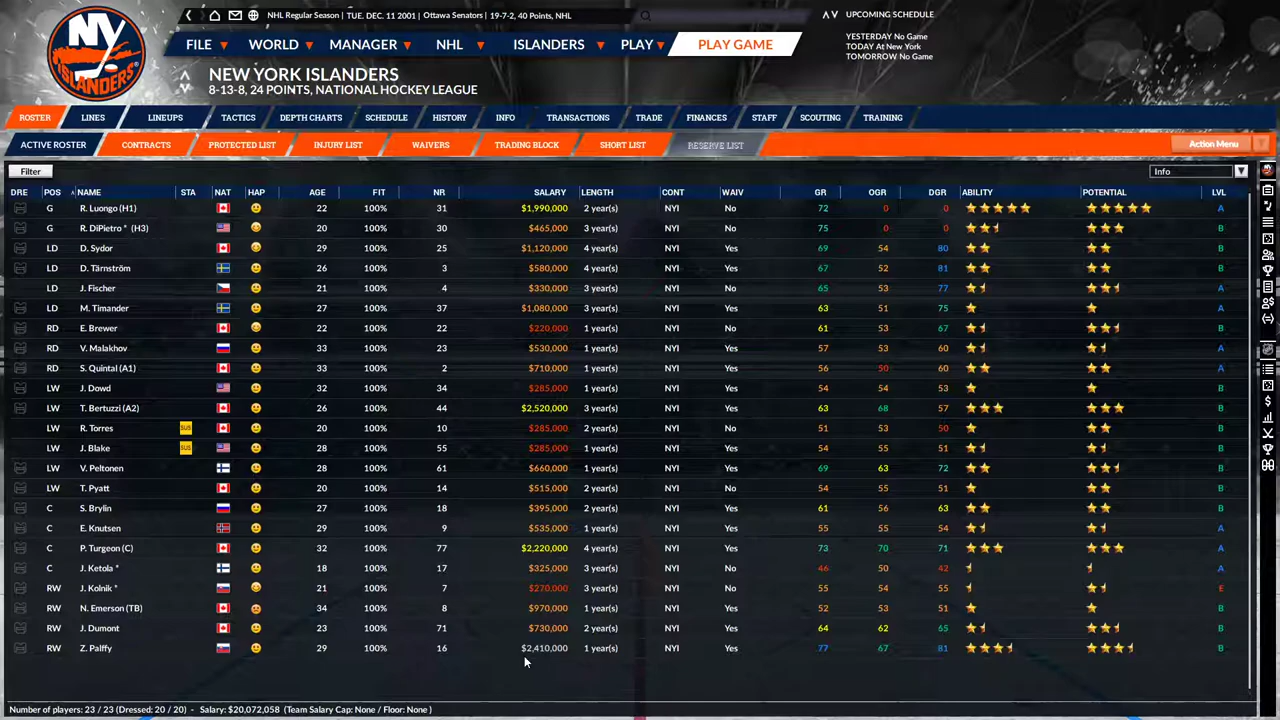 NHL Regular Season | TUE. DEC. 11 2001 | Ottawa Senators | 19-7-2, 40 Points, NHL
UPCOMING SCHEDULE
YESTERDAY No Game
TODAY At New York
TOMORROW No Game
FILE WORLD MANAGER NHL ISLANDERS PLAY PLAY GAME
NY ISLANDERS
NEW YORK ISLANDERS
8-13-8, 24 POINTS, NATIONAL HOCKEY LEAGUE
ROSTER LINES LINEUPS TACTICS DEPTH CHARTS SCHEDULE HISTORY INFO TRANSACTIONS TRADE FINANCES STAFF SCOUTING TRAINING
ACTIVE ROSTER CONTRACTS PROTECTED LIST INJURY LIST WAIVERS TRADING BLOCK SHORT LIST RESERVE LIST Action Menu
Filter Info
DRE POS NAME STA NAT HAP AGE FIT NR SALARY LENGTH CONT WAIV GR OGR DGR ABILITY POTENTIAL LVL
G R. Luongo (H1) 22 100% 31 $1,990,000 2 year(s) NYI No 72 0 0 A
G R. DiPietro * (H3) 20 100% 30 $465,000 3 year(s) NYI No 75 0 0 B
LD D. Sydor 29 100% 25 $1,120,000 4 year(s) NYI Yes 69 54 80 B
LD D. Tärnström 26 100% 3 $580,000 4 year(s) NYI Yes 67 52 81 B
LD J. Fischer 21 100% 4 $330,000 3 year(s) NYI No 65 53 77 A
LD M. Timander 27 100% 37 $1,080,000 2 year(s) NYI Yes 63 51 75 A
RD E. Brewer 22 100% 22 $220,000 1 year(s) NYI No 61 53 67 B
RD V. Malakhov 33 100% 23 $530,000 1 year(s) NYI Yes 57 53 60 A
RD S. Quintal (A1) 33 100% 2 $710,000 1 year(s) NYI Yes 56 50 60 A
LW J. Dowd 32 100% 34 $285,000 1 year(s) NYI Yes 54 54 53 B
LW T. Bertuzzi (A2) 26 100% 44 $2,520,000 3 year(s) NYI Yes 63 68 57 B
LW R. Torres SUS 20 100% 10 $285,000 2 year(s) NYI No 51 53 50 B
LW J. Blake SUS 28 100% 55 $285,000 1 year(s) NYI Yes 54 55 51 B
LW V. Peltonen 28 100% 61 $660,000 1 year(s) NYI Yes 69 63 72 B
LW T. Pyatt 20 100% 14 $515,000 2 year(s) NYI No 54 55 51 B
C S. Brylin 27 100% 18 $395,000 2 year(s) NYI Yes 61 56 63 B
C E. Knutsen 29 100% 9 $535,000 1 year(s) NYI Yes 55 55 54 A
C P. Turgeon (C) 32 100% 77 $2,220,000 4 year(s) NYI Yes 73 70 71 A
C J. Ketola * 18 100% 17 $325,000 3 year(s) NYI No 46 50 42 A
RW J. Kolnik * 21 100% 7 $270,000 3 year(s) NYI No 55 54 55 E
RW N. Emerson (TB) 34 100% 8 $970,000 1 year(s) NYI Yes 52 53 51 B
RW J. Dumont 23 100% 71 $730,000 2 year(s) NYI Yes 64 62 65 B
RW Z. Palffy 29 100% 16 $2,410,000 1 year(s) NYI Yes 77 67 81 B
Number of players: 23 / 23 (Dressed: 20 / 20) - Salary: $20,072,058 (Team Salary Cap: None / Floor: None )